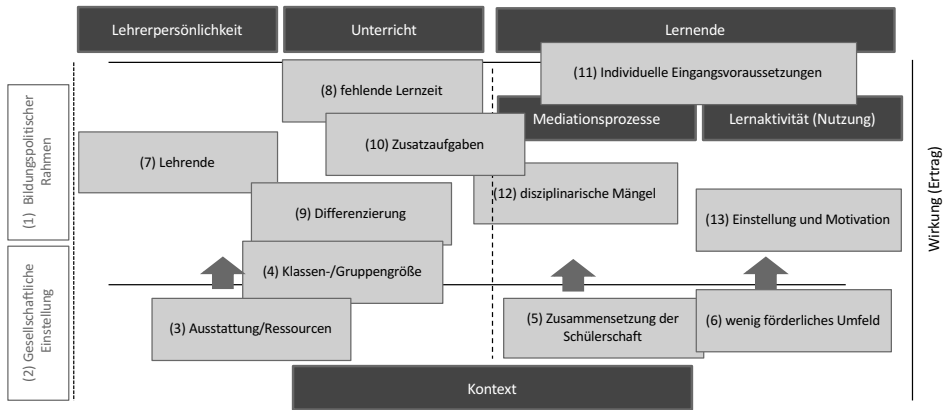 Lehrerpersönlichkeit
Unterricht
Lernende
(11) Individuelle Eingangsvoraussetzungen
(8) fehlende Lernzeit
Mediationsprozesse
Lernaktivität (Nutzung)
(10) Zusatzaufgaben
(7) Lehrende
(12) disziplinarische Mängel
(9) Differenzierung
(13) Einstellung und Motivation
(4) Klassen-/Gruppengröße
(3) Ausstattung/Ressourcen
(5) Zusammensetzung der
Schülerschaft
(6) wenig förderliches Umfeld
Kontext
(1) Bildungspolitischer
Rahmen
(2) Gesellschaftliche
Einstellung
Wirkung (Ertrag)